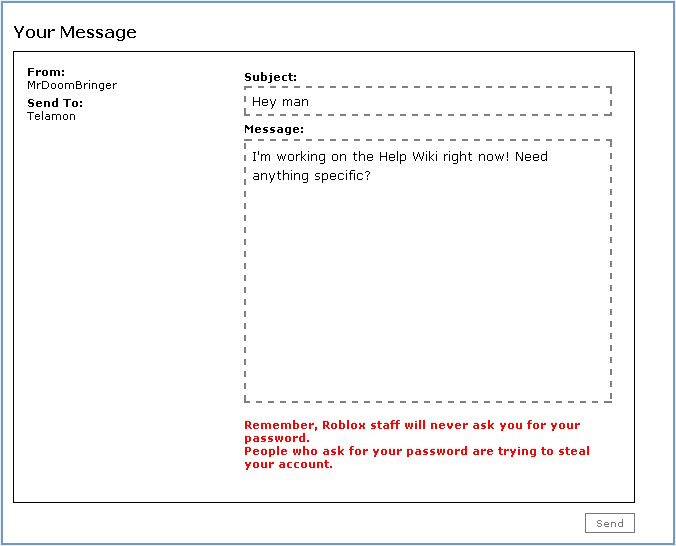 Your Message
From:
MrDoomBringer
Send To:
Telamon
Subject:
Hey man
Message:
I'm working on the Help Wiki right now! Need
anything specific?
Remember, Roblox staff will never ask you for your
password.
People who ask for your password are trying to steal
your account.
Send